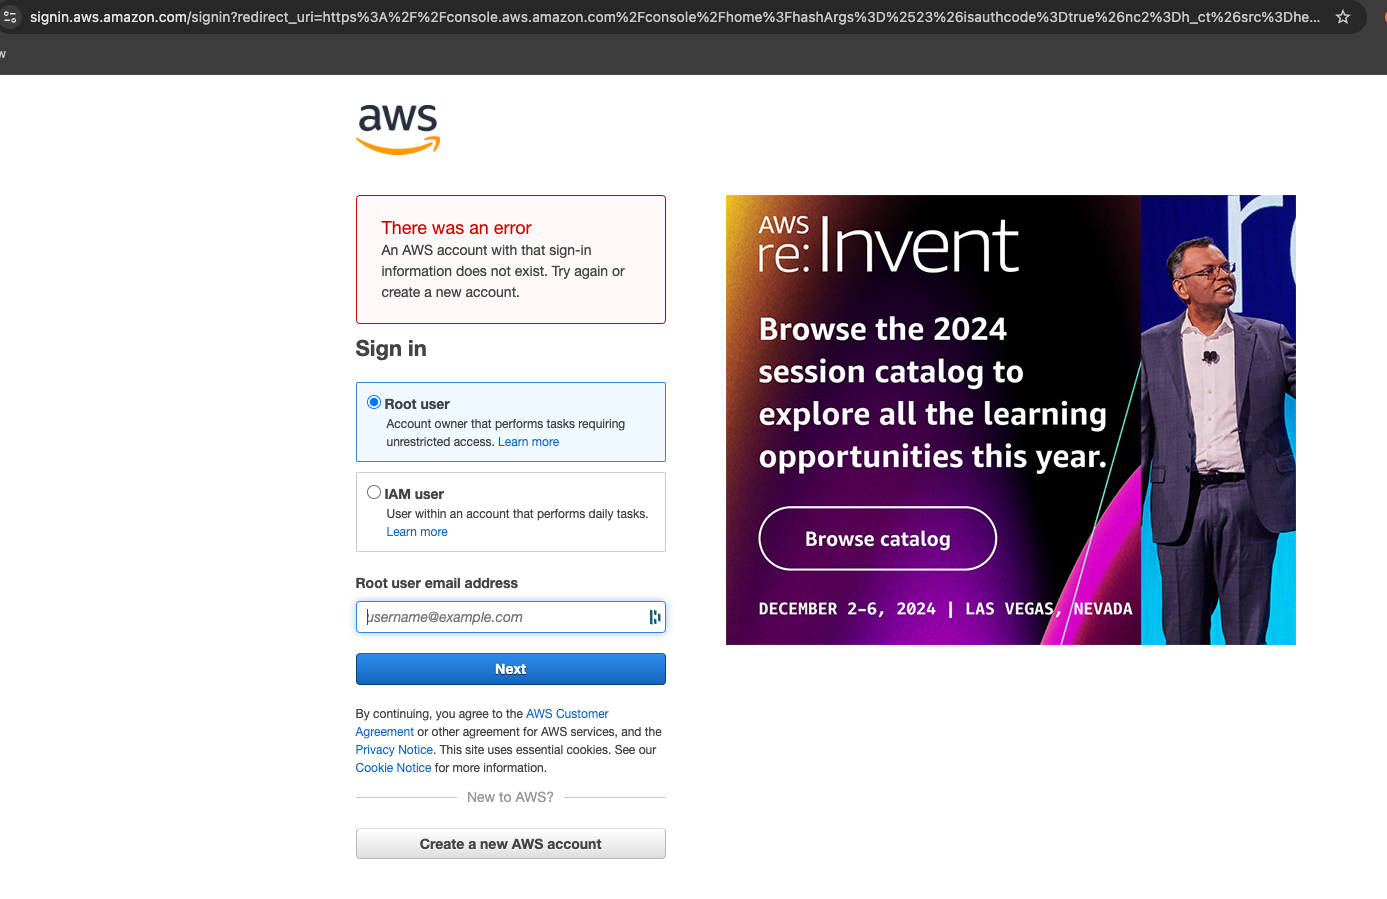 signin.aws.amazon.com/signin?redirect_uri=https%3A%2F%2Fconsole.aws.amazon.com%2Fconsole%2Fhome%3FhashArgs%3D%2523%26isauthcode%3Dtrue%26nc2%3Dh_ct%26src%3Dhe...
w
aws
There was an error
An AWS account with that sign-in
information does not exist. Try again or
create a new account.
Sign in
Root user
Account owner that performs tasks requiring
unrestricted access. Learn more
IAM user
User within an account that performs daily tasks.
Learn more
Root user email address
username@example.com
Next
By continuing, you agree to the AWS Customer
Agreement or other agreement for AWS services, and the
Privacy Notice. This site uses essential cookies. See our
Cookie Notice for more information.
New to AWS?
Create a new AWS account
AWS
re:Invent
Browse the 2024
session catalog to
explore all the learning
opportunities this year.
Browse catalog
DECEMBER 2-6, 2024 | LAS VEGAS, NEVADA